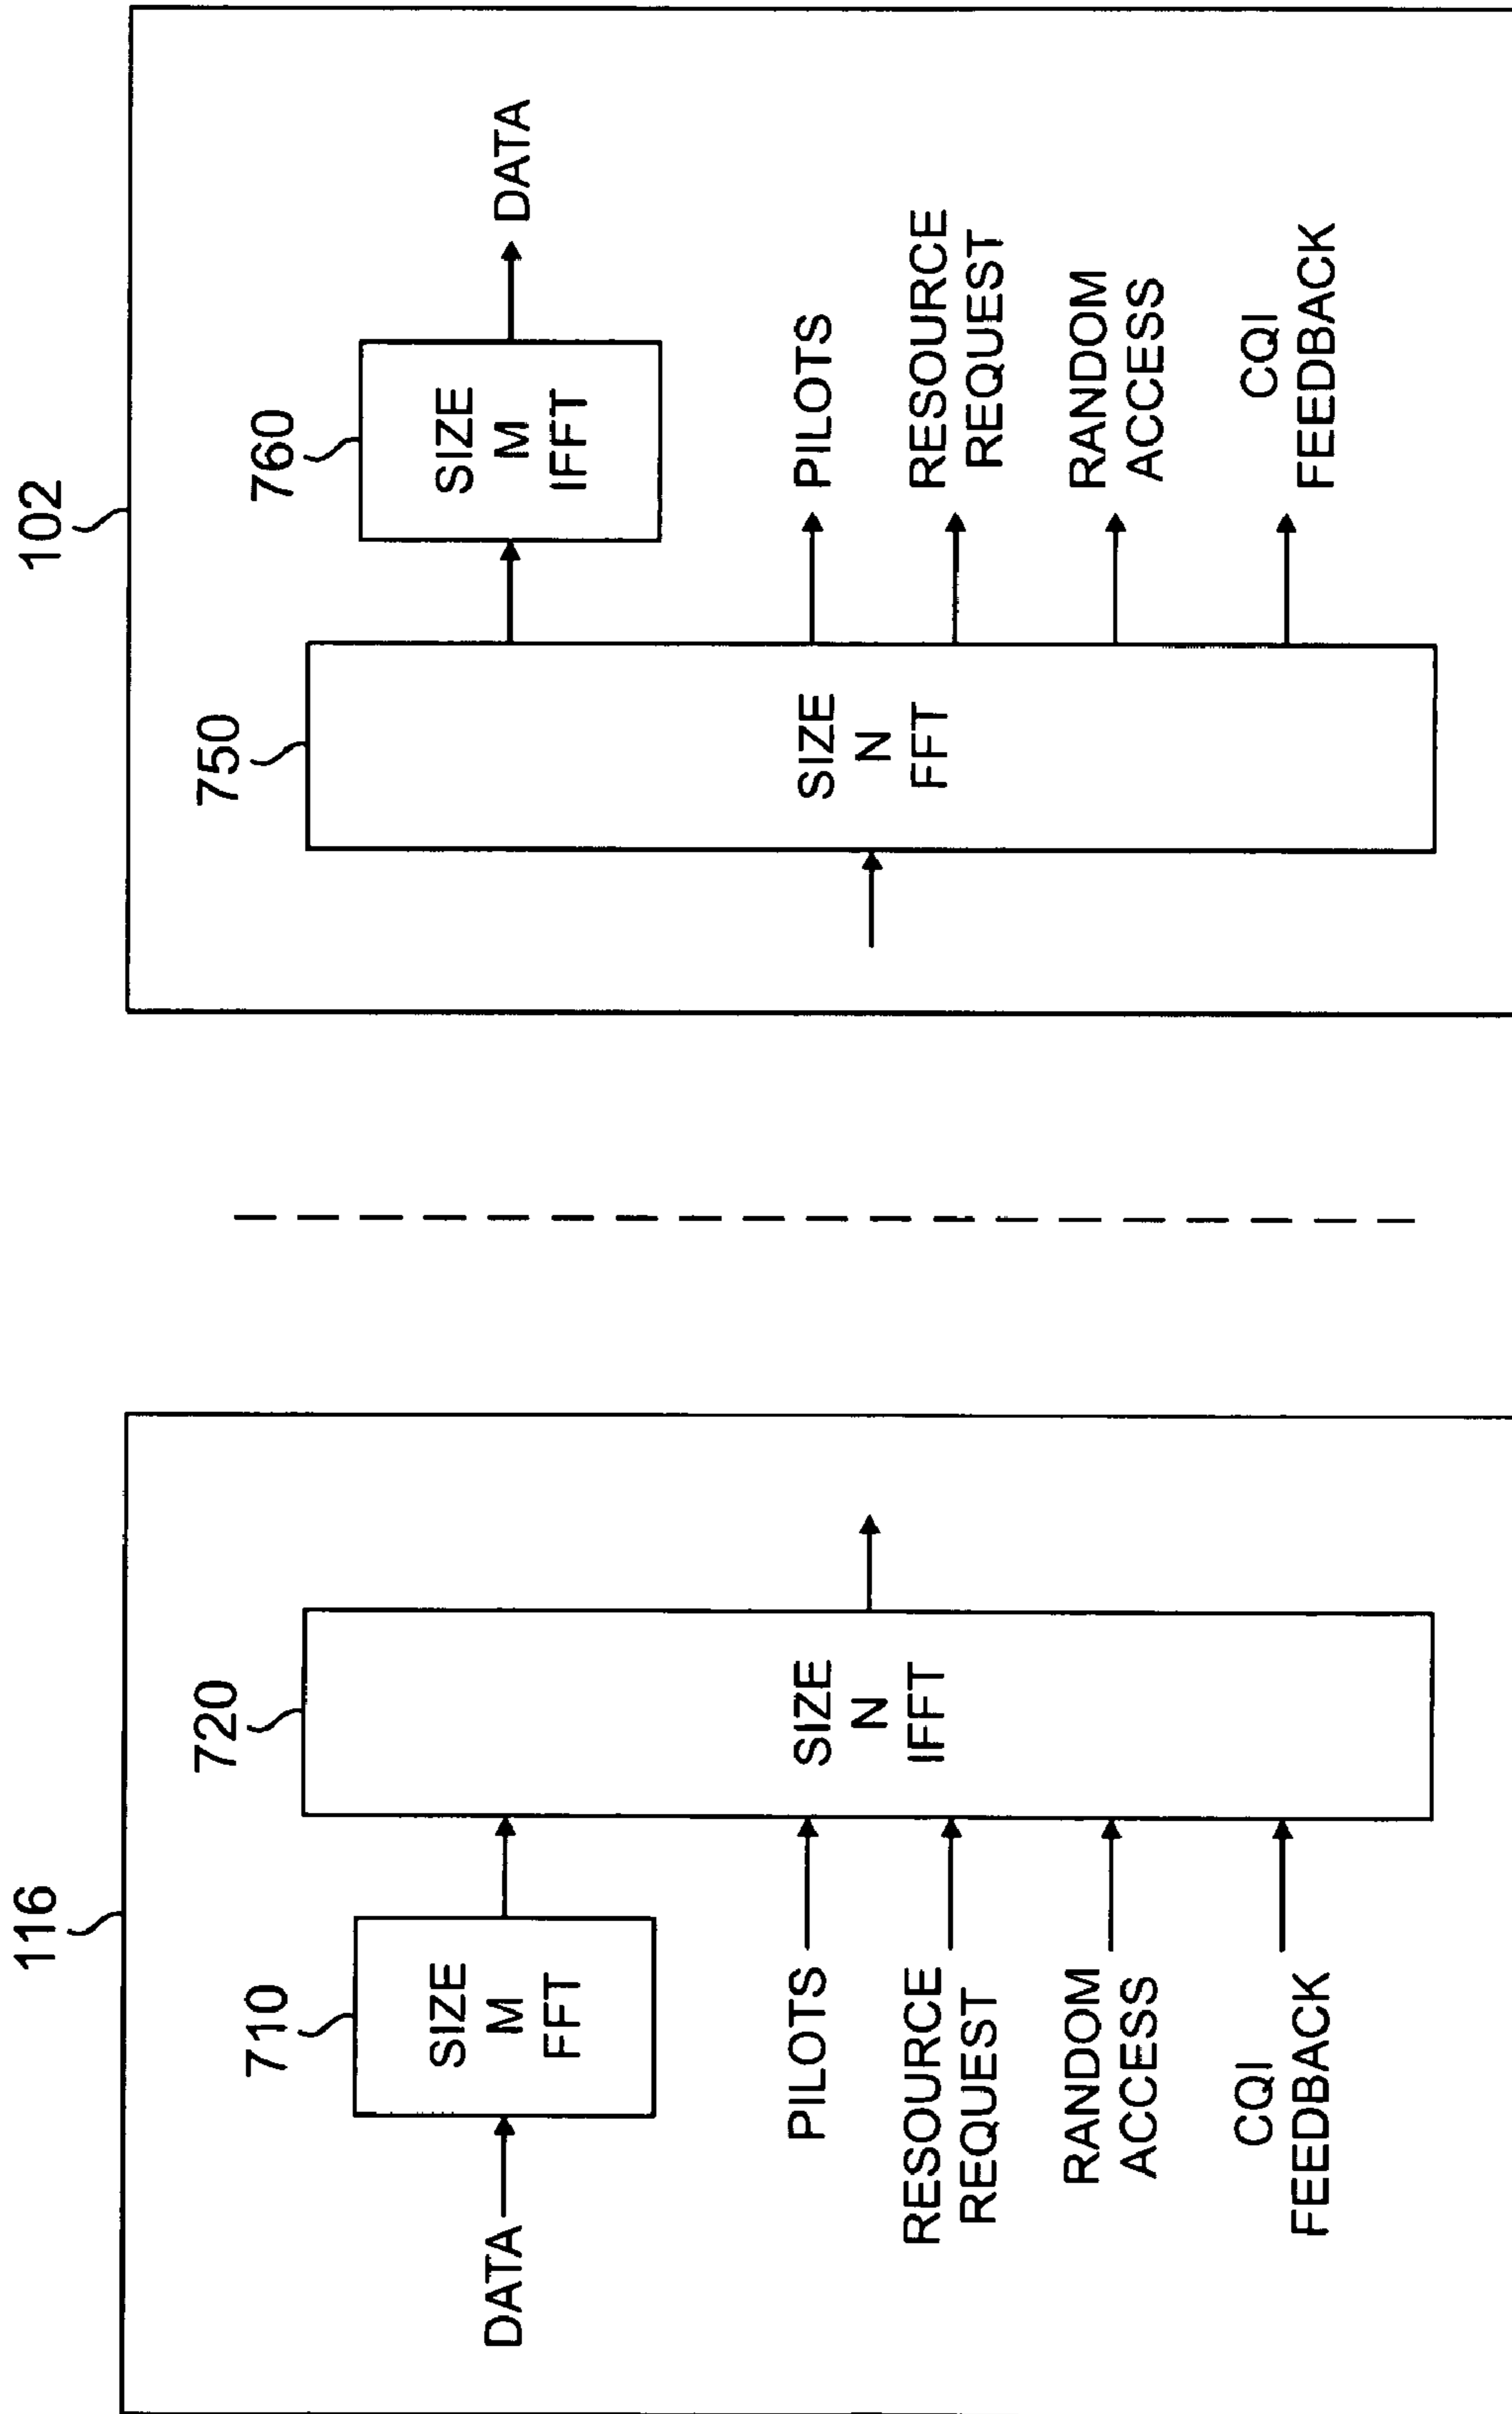 116
710
SIZE
M
FFT
DATA
720
SIZE
N
IFFT
PILOTS
RESOURCE
REQUEST
RANDOM
ACCESS
CQI
FEEDBACK
102
750
SIZE
N
FFT
760
SIZE
M
IFFT
DATA
PILOTS
RESOURCE
REQUEST
RANDOM
ACCESS
CQI
FEEDBACK